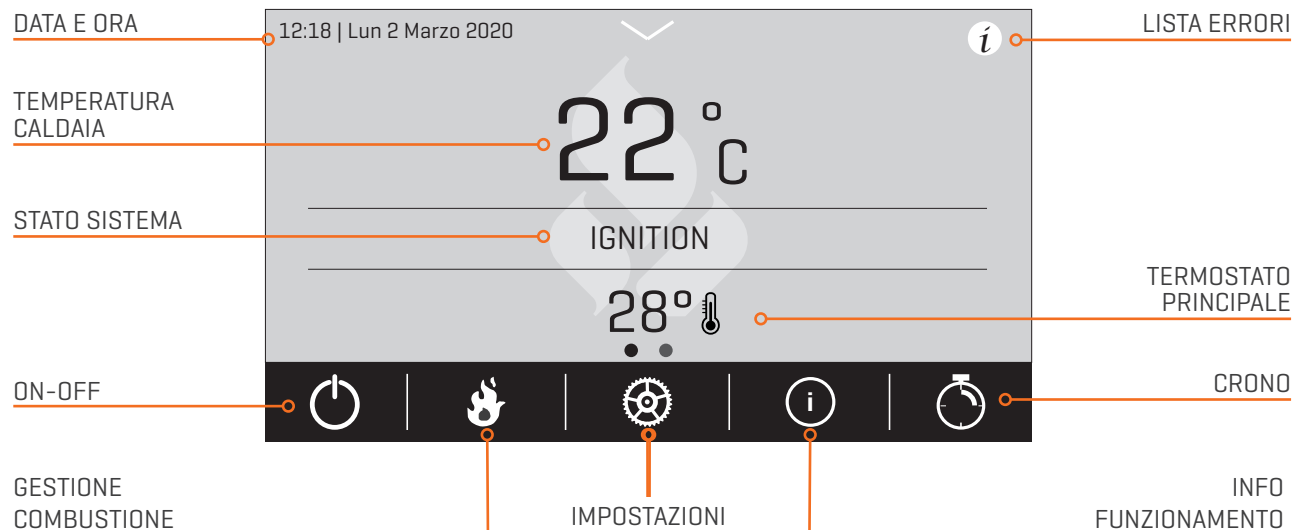 DATA E ORA
12:18 | Lun 2 Marzo 2020
i
LISTA ERRORI
TEMPERATURA
CALDAIA
22°C
STATO SISTEMA
IGNITION
28°
TERMOSTATO
PRINCIPALE
ON-OFF
i
CRONO
GESTIONE
COMBUSTIONE
IMPOSTAZIONI
INFO
FUNZIONAMENTO